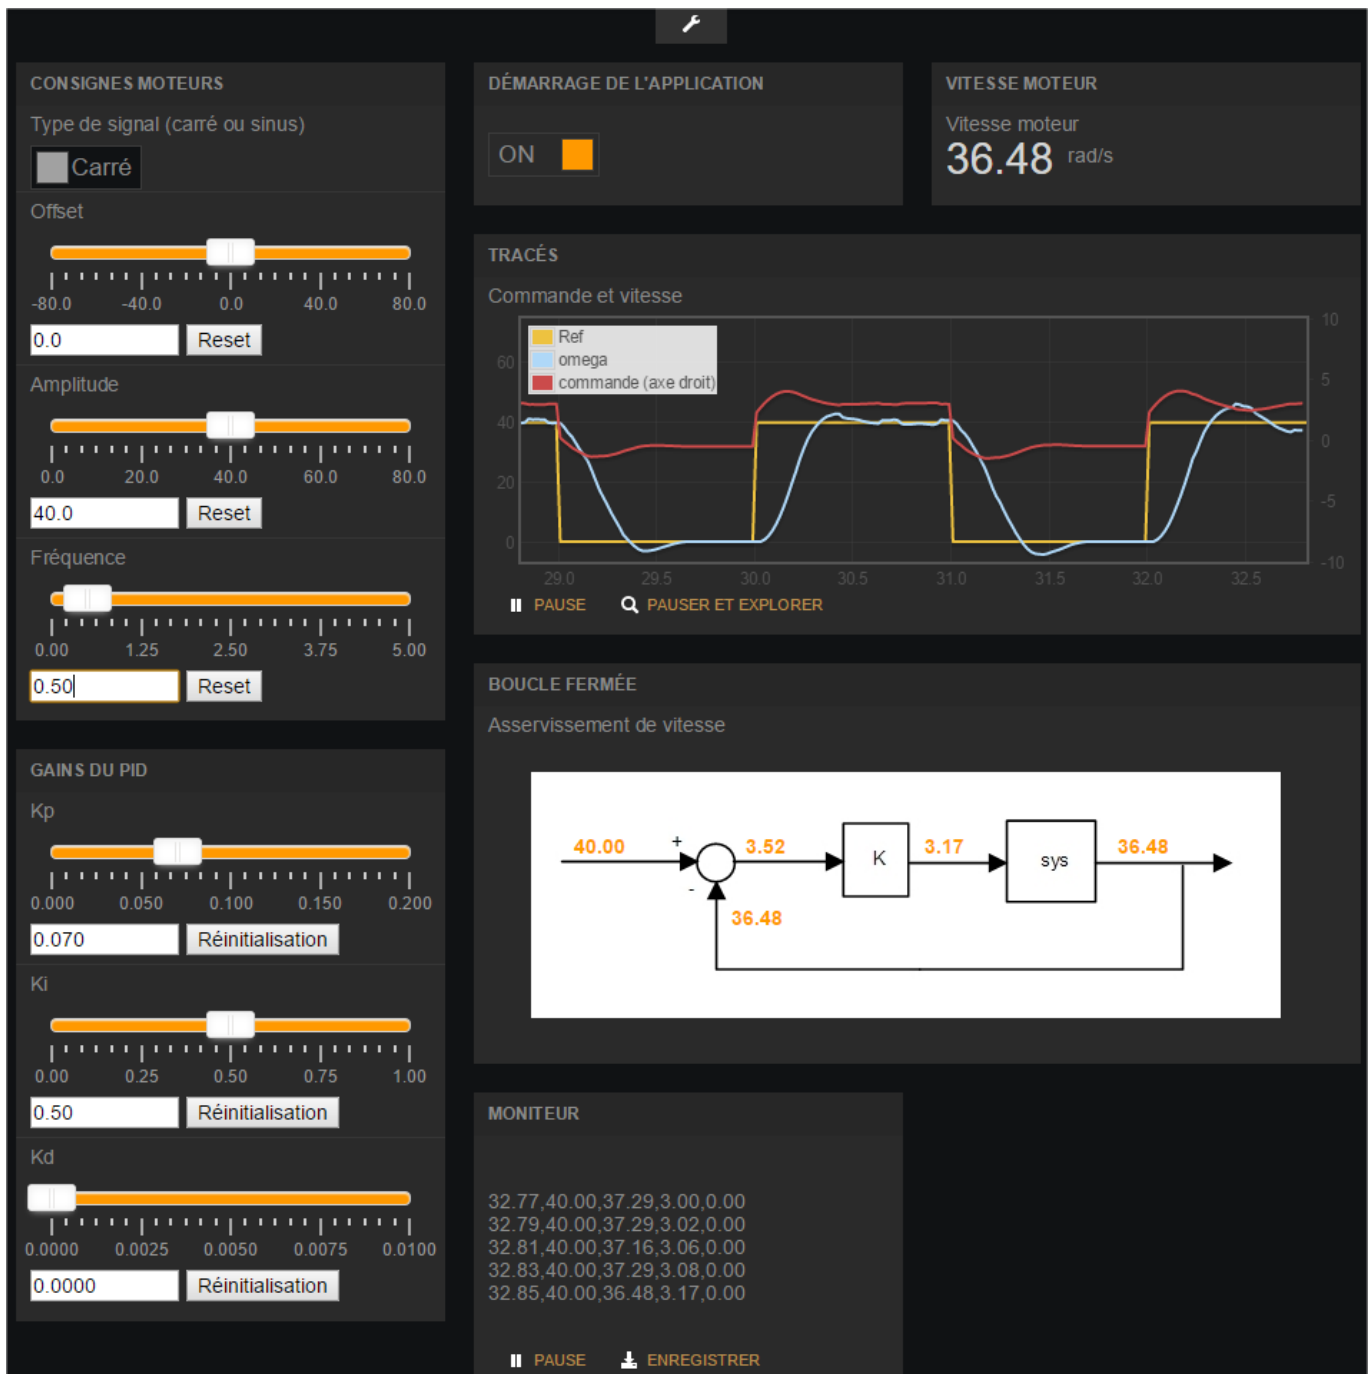 CONSIGNES MOTEURS
Type de signal (carré ou sinus)
Carré
Offset
-80.0 -40.0 0.0 40.0 80.0
0.0 Reset
Amplitude
0.0 20.0 40.0 60.0 80.0
40.0 Reset
Fréquence
0.00 1.25 2.50 3.75 5.00
0.50 Reset
GAINS DU PID
Kp
0.000 0.050 0.100 0.150 0.200
0.070 Réinitialisation
Ki
0.00 0.25 0.50 0.75 1.00
0.50 Réinitialisation
Kd
0.0000 0.0025 0.0050 0.0075 0.0100
0.0000 Réinitialisation
DÉMARRAGE DE L'APPLICATION
ON
VITESSE MOTEUR
Vitesse moteur
36.48 rad/s
TRACÉS
Commande et vitesse
Ref
omega
commande (axe droit)
60
40
20
0
10
5
0
-5
-10
29.0 29.5 30.0 30.5 31.0 31.5 32.0 32.5
PAUSE PAUSER ET EXPLORER
BOUCLE FERMÉE
Asservissement de vitesse
40.00 + 3.52 K 3.17 sys 36.48
-
36.48
MONITEUR
32.77,40.00,37.29,3.00,0.00
32.79,40.00,37.29,3.02,0.00
32.81,40.00,37.16,3.06,0.00
32.83,40.00,37.29,3.08,0.00
32.85,40.00,36.48,3.17,0.00
PAUSE ENREGISTRER